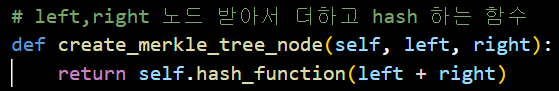 # left,right 노드 받아서 더하고 hash 하는 함수
def create_merkle_tree_node(self, left, right):
    return self.hash_function(left + right)